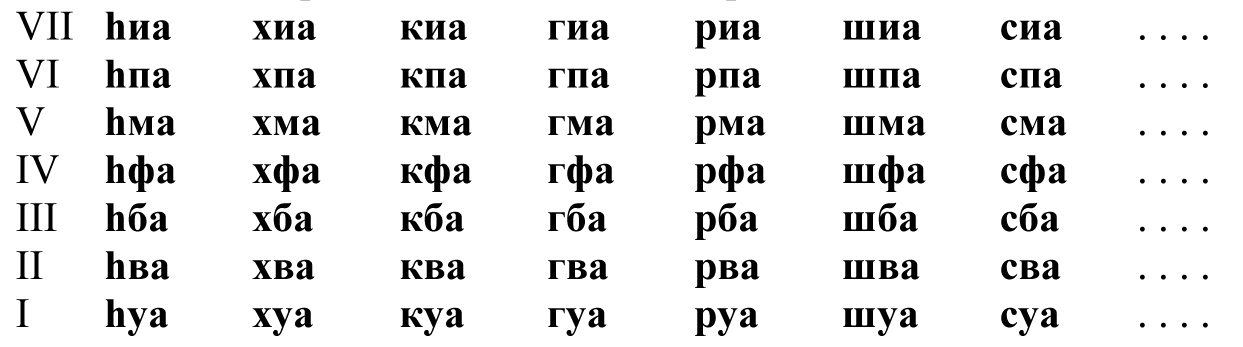 VII hиа хиа киа гиа риа шиа сиа . . . .
VI hпа хпа кпа гпа рпа шпа спа . . . .
V hма хма кма гма рма шма сма . . . .
IV hфа хфа кфа гфа рфа шфа сфа . . . .
III hба хба кба гба рба шба сба . . . .
II hва хва ква гва рва шва сва . . . .
I hуа хуа куа гуа руа шуа суа . . . .